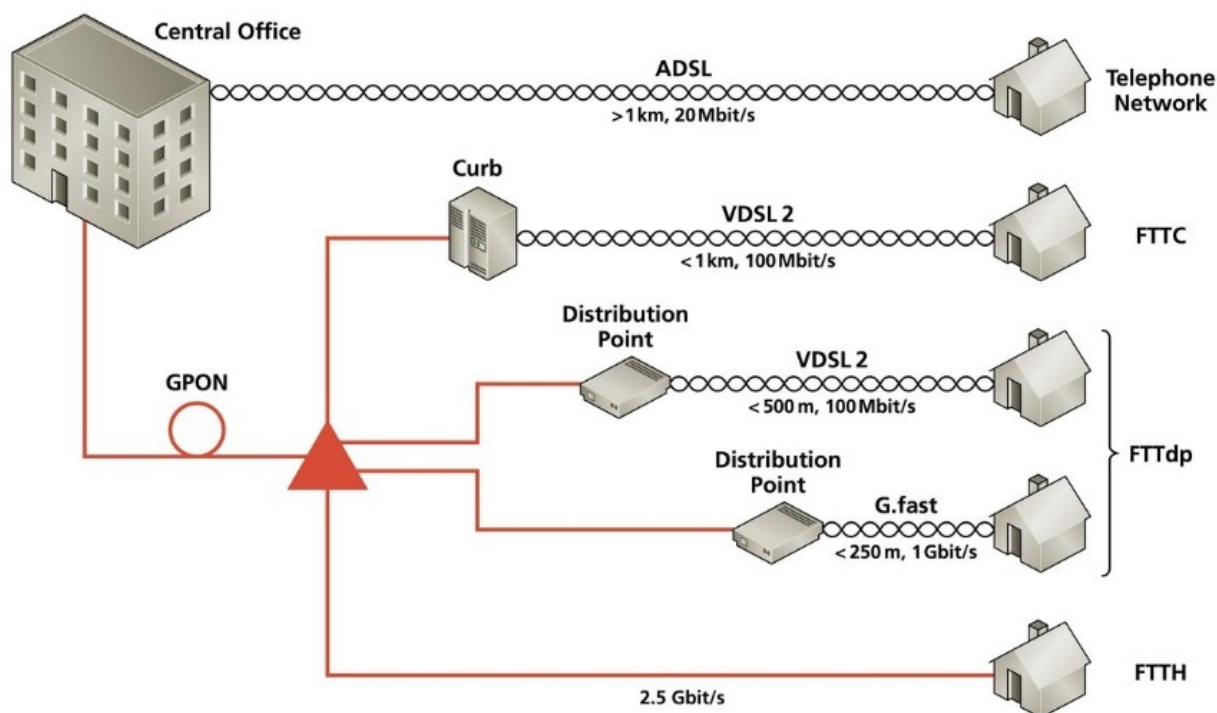 Central Office
ADSL
>1 km, 20 Mbit/s
Telephone
Network
Curb
VDSL 2
<1 km, 100 Mbit/s
FTTC
Distribution
Point
VDSL 2
<500 m, 100 Mbit/s
GPON
FTTdp
Distribution
Point
G.fast
<250 m, 1 Gbit/s
2.5 Gbit/s
FTTH